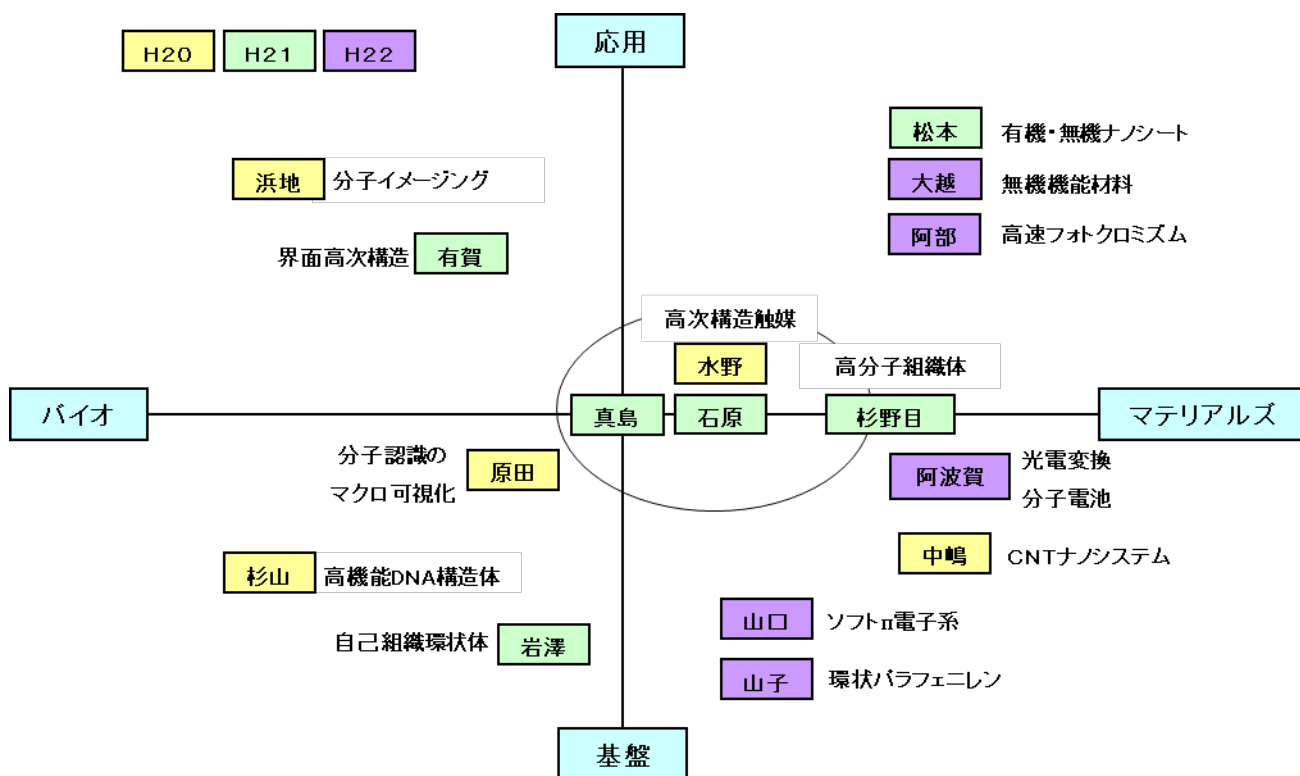 応用
H20 H21 H22
松本 有機・無機ナノシート
浜地 分子イメージング
大越 無機機能材料
阿部 高速フォトクロミズム
界面高次構造 有賀
高次構造触媒
水野 高分子組織体
バイオ 真島 石原 杉野目 マテリアルズ
分子認識の
マクロ可視化
原田
阿波賀 光電変換
分子電池
中嶋 CNTナノシステム
杉山 高機能DNA構造体
山口 ソフトπ電子系
自己組織環状体 岩澤
山子 環状パラフェニレン
基盤